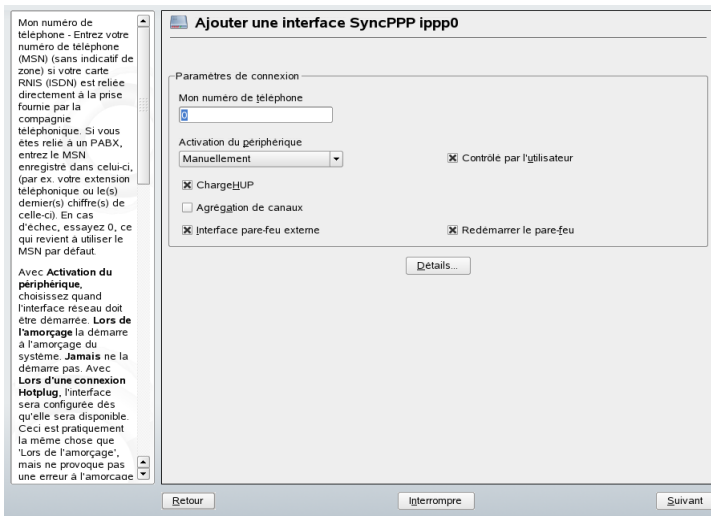 Mon numéro de
téléphone - Entrez votre
numéro de téléphone
(MSN) (sans indicatif de
zone) si votre carte
RNIS (ISDN) est reliée
directement à la prise
fournie par la
compagnie
téléphonique. Si vous
êtes relié à un PABX,
entrez le MSN
enregistré dans celui-ci,
(par ex. votre extension
téléphonique ou le(s)
dernier(s) chiffre(s) de
celle-ci). En cas
d'échec, essayez 0, ce
qui revient à utiliser le
MSN par défaut.
Avec Activation du
périphérique,
choisissez quand
l'interface réseau doit
être démarrée. Lors de
l'amorçage la démarre
à l'amorçage du
système. Jamais ne la
démarre pas. Avec
Lors d'une connexion
Hotplug, l'interface
sera configurée dès
qu'elle sera disponible.
Ceci est pratiquement
la même chose que
'Lors de l'amorçage',
mais ne provoque pas
une erreur à l'amorçage
Ajouter une interface SyncPPP ippp0
Paramètres de connexion
Mon numéro de téléphone
0
Activation du périphérique
Manuellement
Contrôlé par l'utilisateur
ChargeHUP
Agrégation de canaux
Interface pare-feu externe
Redémarrer le pare-feu
Détails...
Retour
Interrompre
Suivant